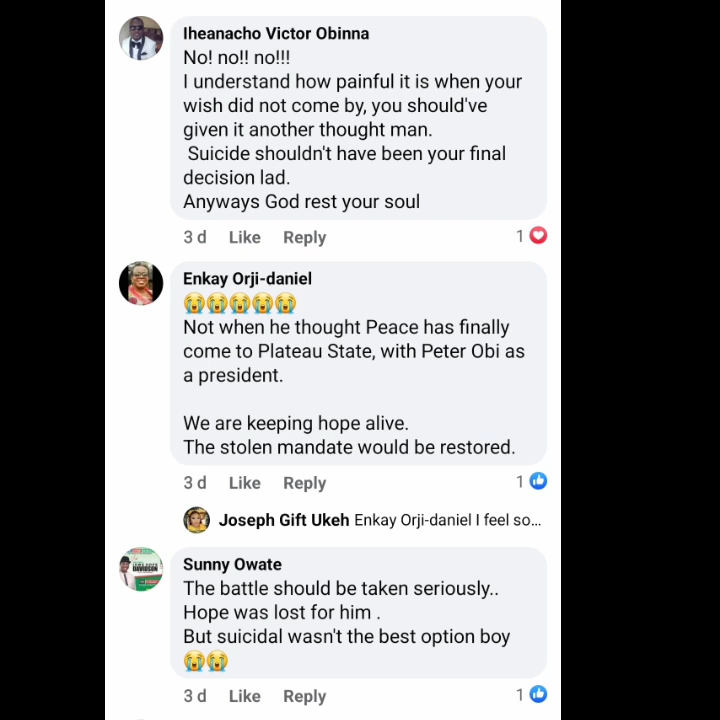 Iheanacho Victor Obinna
No! no!! no!!!
I understand how painful it is when your
wish did not come by, you should've
given it another thought man.
Suicide shouldn't have been your final
decision lad.
Anyways God rest your soul
3 d Like Reply 1
Enkay Orji-daniel
😭😭😭😭😭
Not when he thought Peace has finally
come to Plateau State, with Peter Obi as
a president.
We are keeping hope alive.
The stolen mandate would be restored.
3 d Like Reply 1
Joseph Gift Ukeh Enkay Orji-daniel I feel so...
DAVIDSON
Sunny Owate
The battle should be taken seriously..
Hope was lost for him .
But suicidal wasn't the best option boy
😭😭
3 d Like Reply 1